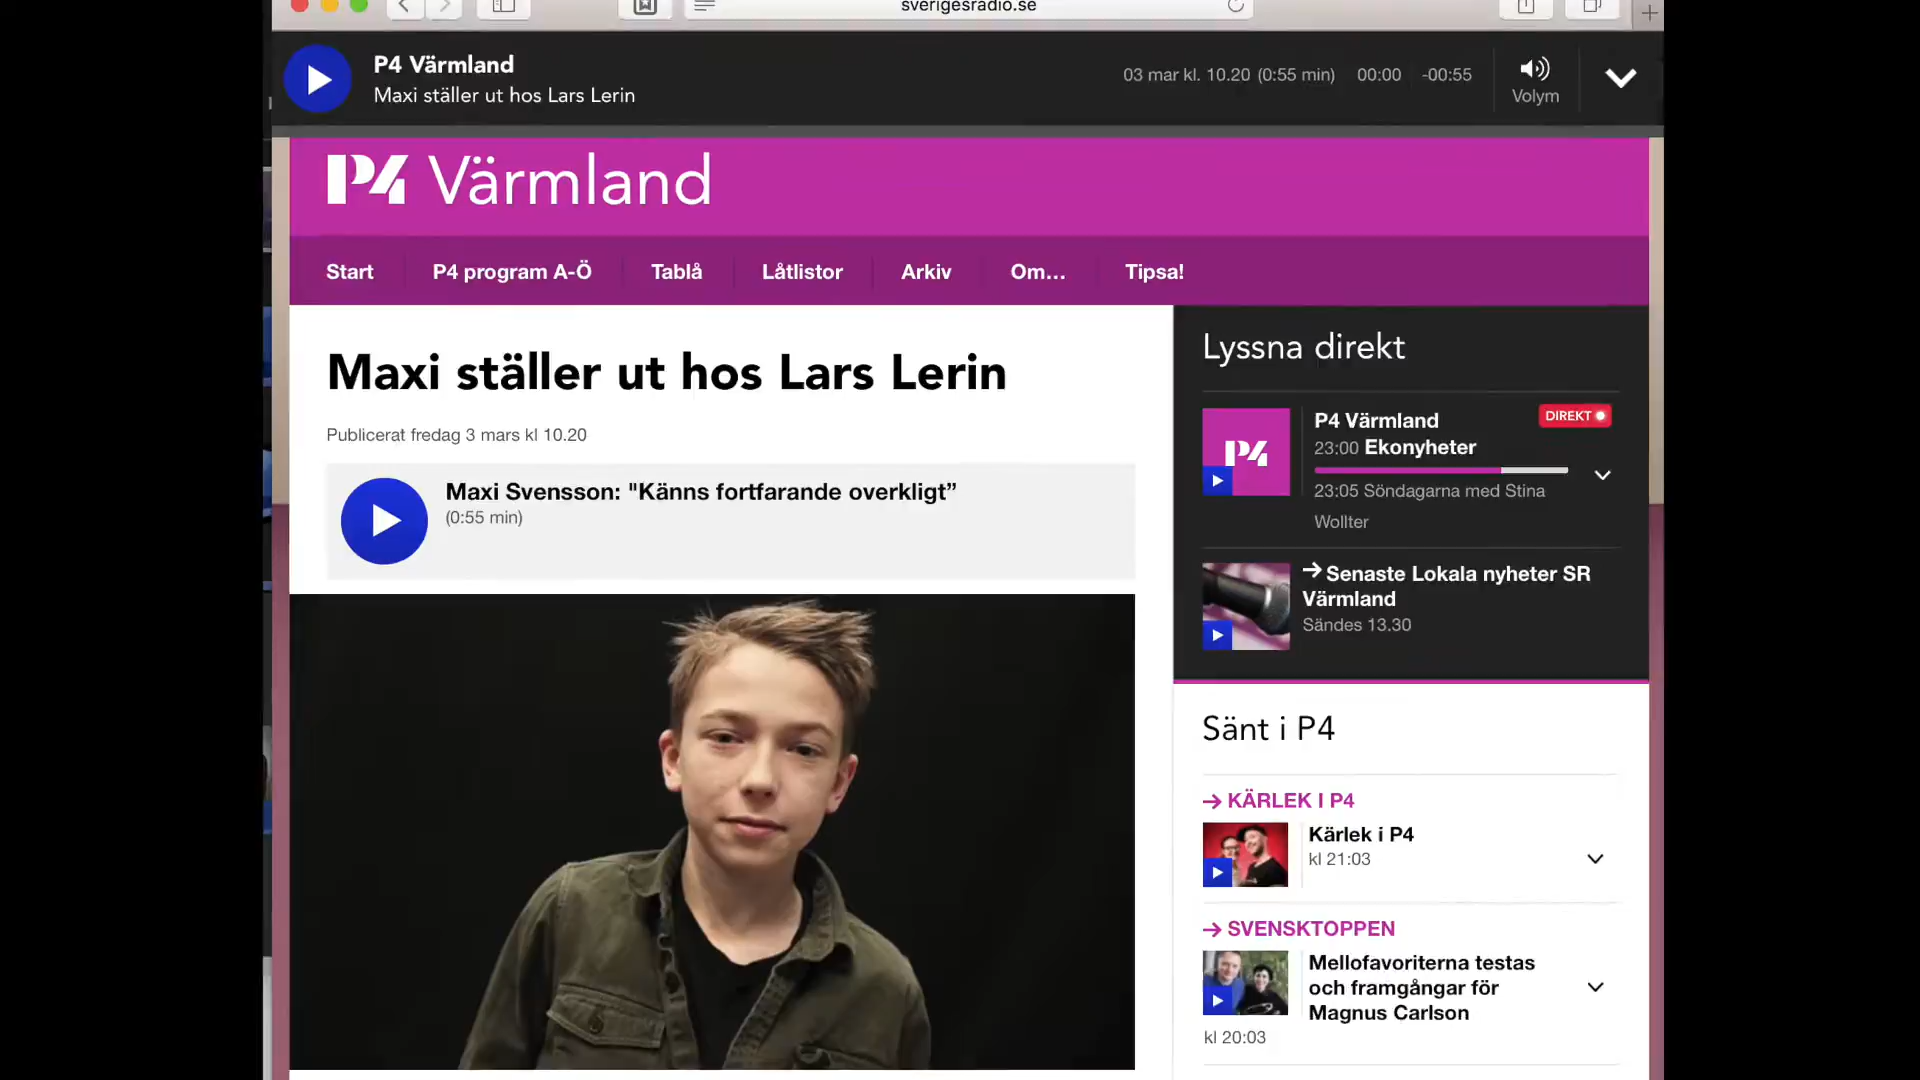 sverigesradio.se
P4 Värmland
Maxi ställer ut hos Lars Lerin
03 mar kl. 10.20 (0:55 min) 00:00 -00:55
Volym
P4 Värmland
Start P4 program A-Ö Tablå Låtlistor Arkiv Om... Tipsa!
Maxi ställer ut hos Lars Lerin
Publicerat fredag 3 mars kl 10.20
Maxi Svensson: "Känns fortfarande overkligt”
(0:55 min)
Lyssna direkt
P4
P4 Värmland
DIREKT
23:00 Ekonyheter
23:05 Söndagarna med Stina
Wollter
Senaste Lokala nyheter SR
Värmland
Sändes 13.30
Sänt i P4
KÄRLEK I P4
Kärlek i P4
kl 21:03
SVENSKTOPPEN
Mellofavoriterna testas
och framgångar för
Magnus Carlson
kl 20:03